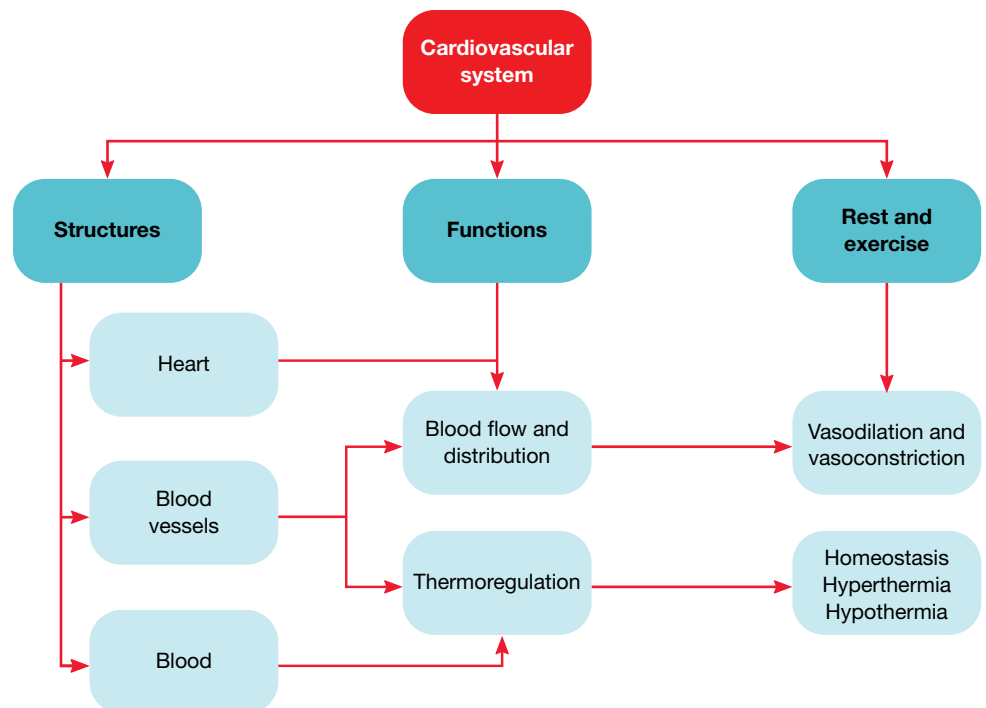 Cardiovascular
system
Structures
Functions
Rest and
exercise
Heart
Blood flow and
distribution
Vasodilation and
vasoconstriction
Blood
vessels
Thermoregulation
Homeostasis
Hyperthermia
Hypothermia
Blood